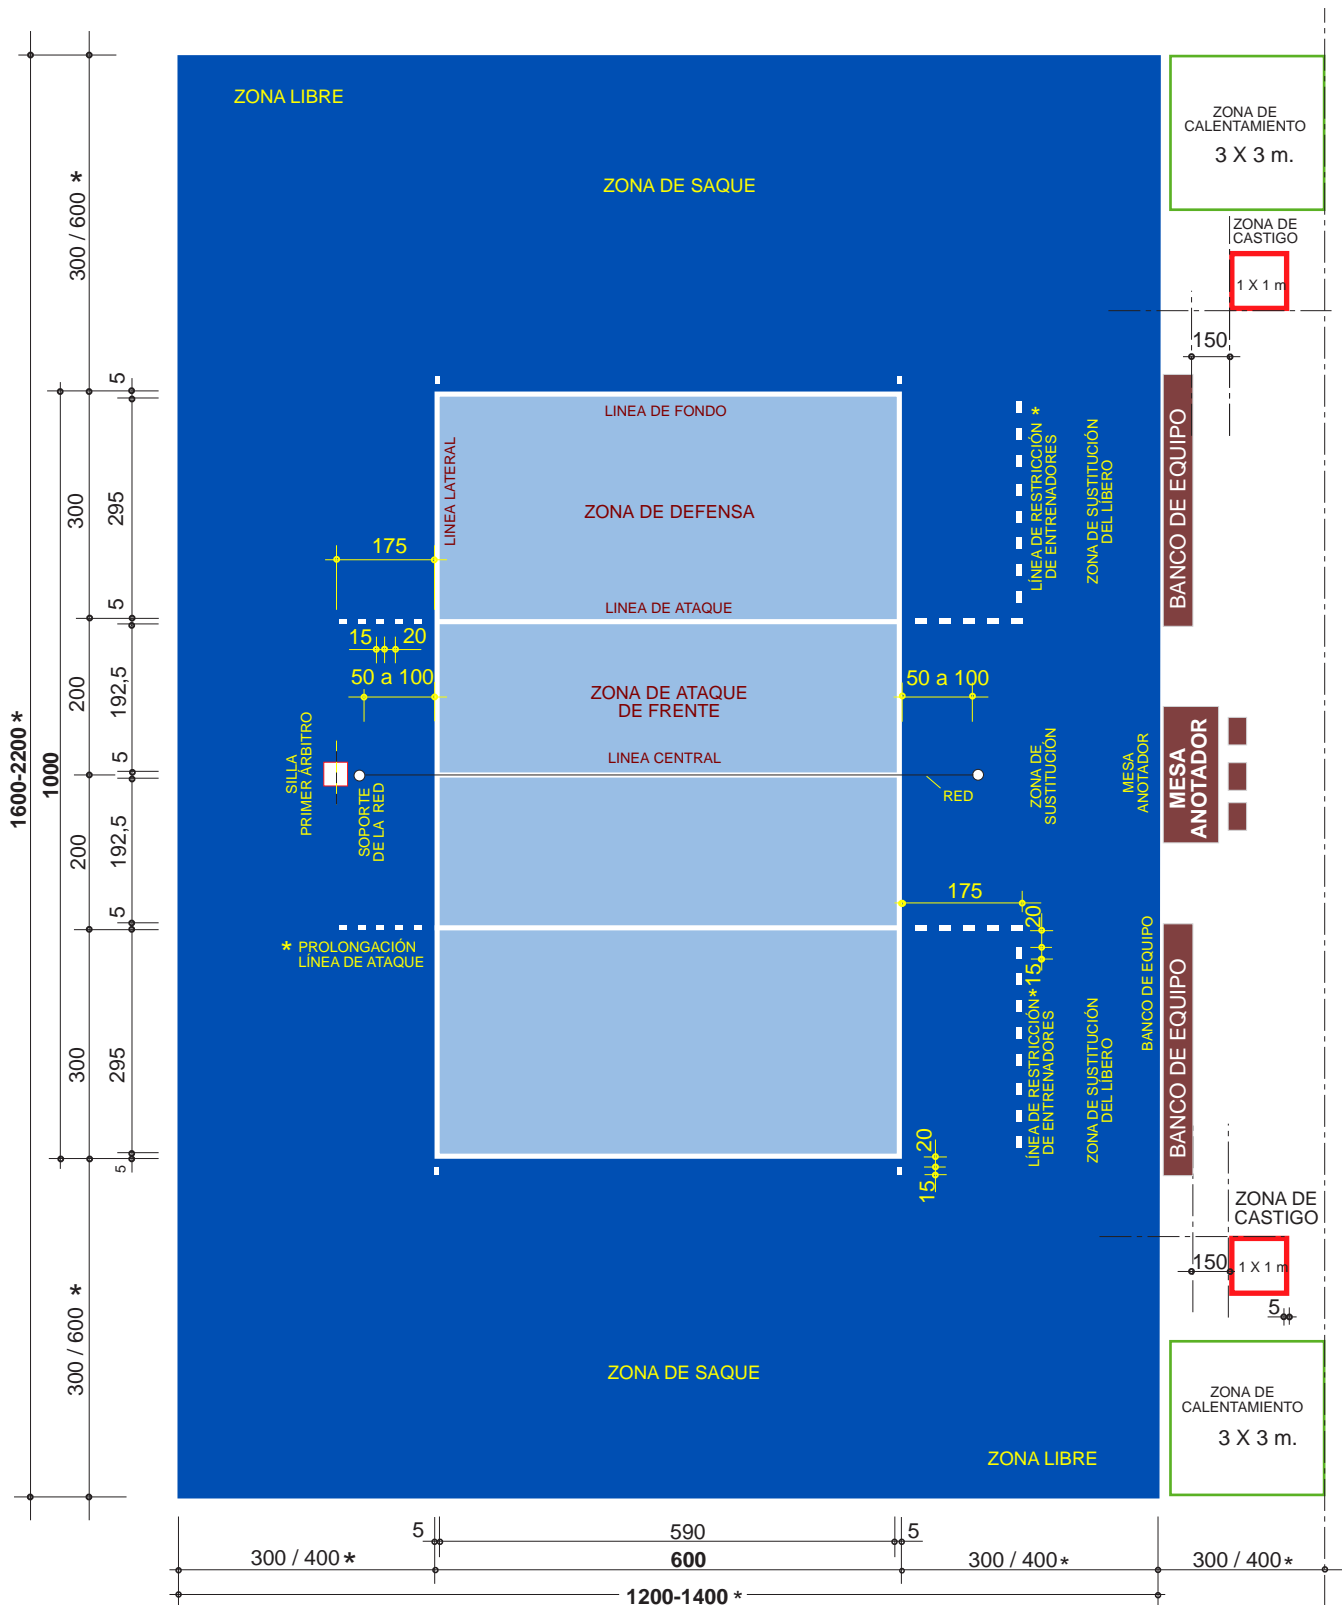 ZONA LIBRE
ZONA DE SAQUE
ZONA DE
CALENTAMIENTO
3 X 3 m.
ZONA DE
CASTIGO
1 X 1 m
150
300 / 600 *
5
300
295
5
200
192,5
5
1600-2200 *
1000
200
192,5
5
300
295
5
300 / 600 *
LINEA DE FONDO
LINEA LATERAL
ZONA DE DEFENSA
175
LINEA DE ATAQUE
15
20
50 a 100
ZONA DE ATAQUE
DE FRENTE
50 a 100
LINEA CENTRAL
SILLA
PRIMER ÁRBITRO
SOPORTE
DE LA RED
RED
LÍNEA DE RESTRICCIÓN *
DE ENTRENADORES
ZONA DE SUSTITUCIÓN
DEL LÍBERO
BANCO DE EQUIPO
ZONA DE
SUSTITUCIÓN
MESA
ANOTADOR
MESA
ANOTADOR
175
20
15
* PROLONGACIÓN
LÍNEA DE ATAQUE
LÍNEA DE RESTRICCIÓN *
DE ENTRENADORES
ZONA DE SUSTITUCIÓN
DEL LÍBERO
BANCO DE EQUIPO
BANCO DE EQUIPO
20
15
ZONA DE
CASTIGO
150
1 X 1 m
5
ZONA DE SAQUE
ZONA DE
CALENTAMIENTO
3 X 3 m.
ZONA LIBRE
5
590
5
300 / 400 *
600
300 / 400 *
300 / 400 *
1200-1400 *